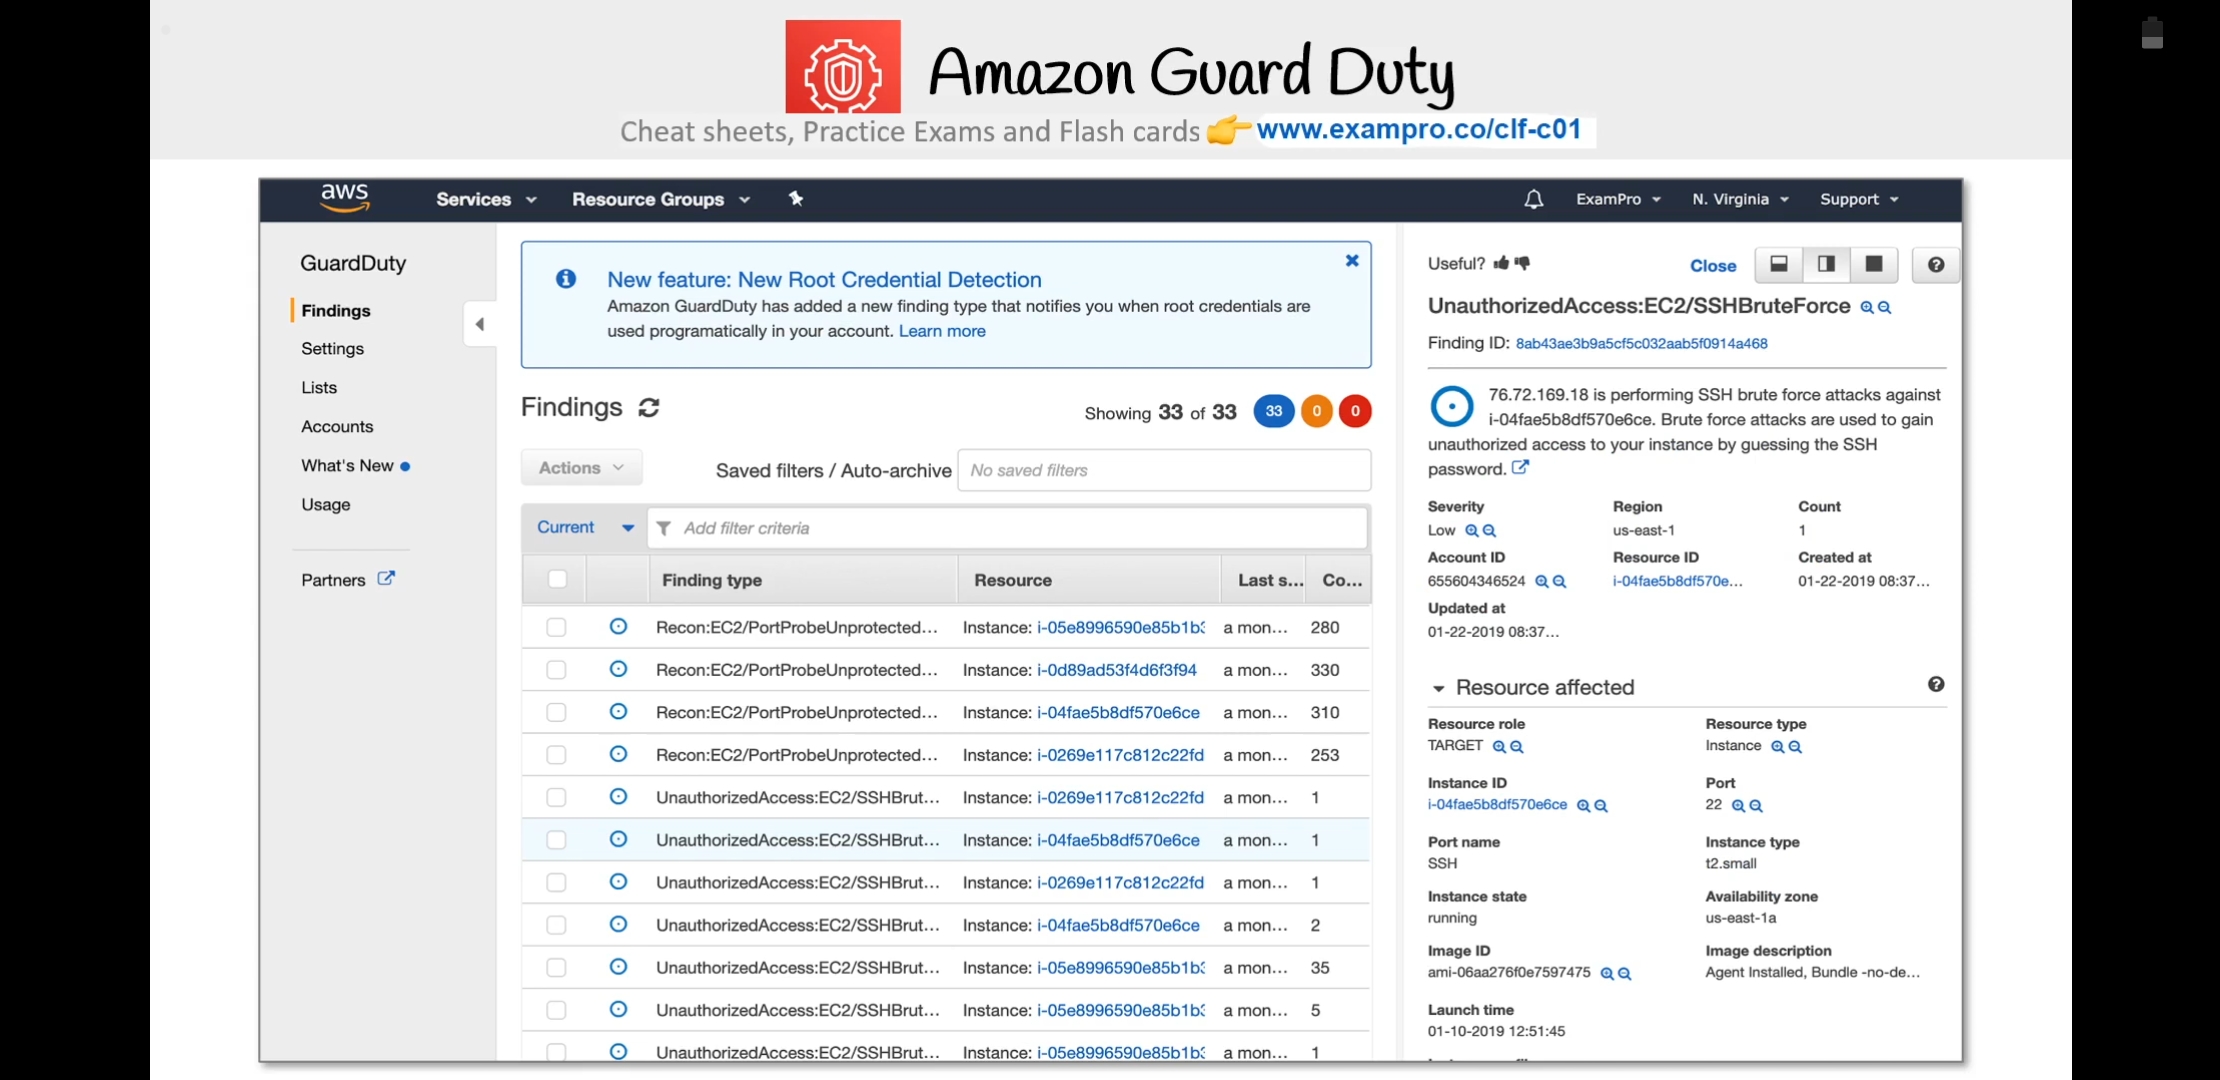 Amazon Guard Duty
Cheat sheets, Practice Exams and Flash cards 👉 www.exampro.co/clf-c01
aws
Services
Resource Groups
ExamPro
N. Virginia
Support
GuardDuty
Findings
Settings
Lists
Accounts
What's New
Usage
Partners
New feature: New Root Credential Detection
Amazon GuardDuty has added a new finding type that notifies you when root credentials are
used programatically in your account. Learn more
Findings
Showing 33 of 33
33 0 0
Actions
Saved filters / Auto-archive
No saved filters
Current
Add filter criteria
Finding type Resource Last s... Co...
Recon:EC2/PortProbeUnprotected... Instance: i-05e8996590e85b1b3 a mon... 280
Recon:EC2/PortProbeUnprotected... Instance: i-0d89ad53f4d6f3f94 a mon... 330
Recon:EC2/PortProbeUnprotected... Instance: i-04fae5b8df570e6ce a mon... 310
Recon:EC2/PortProbeUnprotected... Instance: i-0269e117c812c22fd a mon... 253
UnauthorizedAccess:EC2/SSHBrut... Instance: i-0269e117c812c22fd a mon... 1
UnauthorizedAccess:EC2/SSHBrut... Instance: i-04fae5b8df570e6ce a mon... 1
UnauthorizedAccess:EC2/SSHBrut... Instance: i-0269e117c812c22fd a mon... 1
UnauthorizedAccess:EC2/SSHBrut... Instance: i-04fae5b8df570e6ce a mon... 2
UnauthorizedAccess:EC2/SSHBrut... Instance: i-05e8996590e85b1b3 a mon... 35
UnauthorizedAccess:EC2/SSHBrut... Instance: i-05e8996590e85b1b3 a mon... 5
UnauthorizedAccess:EC2/SSHBrut... Instance: i-05e8996590e85b1b3 a mon... 1
Useful?
Close
UnauthorizedAccess:EC2/SSHBruteForce
Finding ID: 8ab43ae3b9a5cf5c032aab5f0914a468
76.72.169.18 is performing SSH brute force attacks against
i-04fae5b8df570e6ce. Brute force attacks are used to gain
unauthorized access to your instance by guessing the SSH
password.
Severity Region Count
Low us-east-1 1
Account ID Resource ID Created at
655604346524 i-04fae5b8df570e... 01-22-2019 08:37...
Updated at
01-22-2019 08:37...
Resource affected
Resource role Resource type
TARGET Instance
Instance ID Port
i-04fae5b8df570e6ce 22
Port name Instance type
SSH t2.small
Instance state Availability zone
running us-east-1a
Image ID Image description
ami-06aa276f0e7597475 Agent Installed, Bundle -no-de...
Launch time
01-10-2019 12:51:45